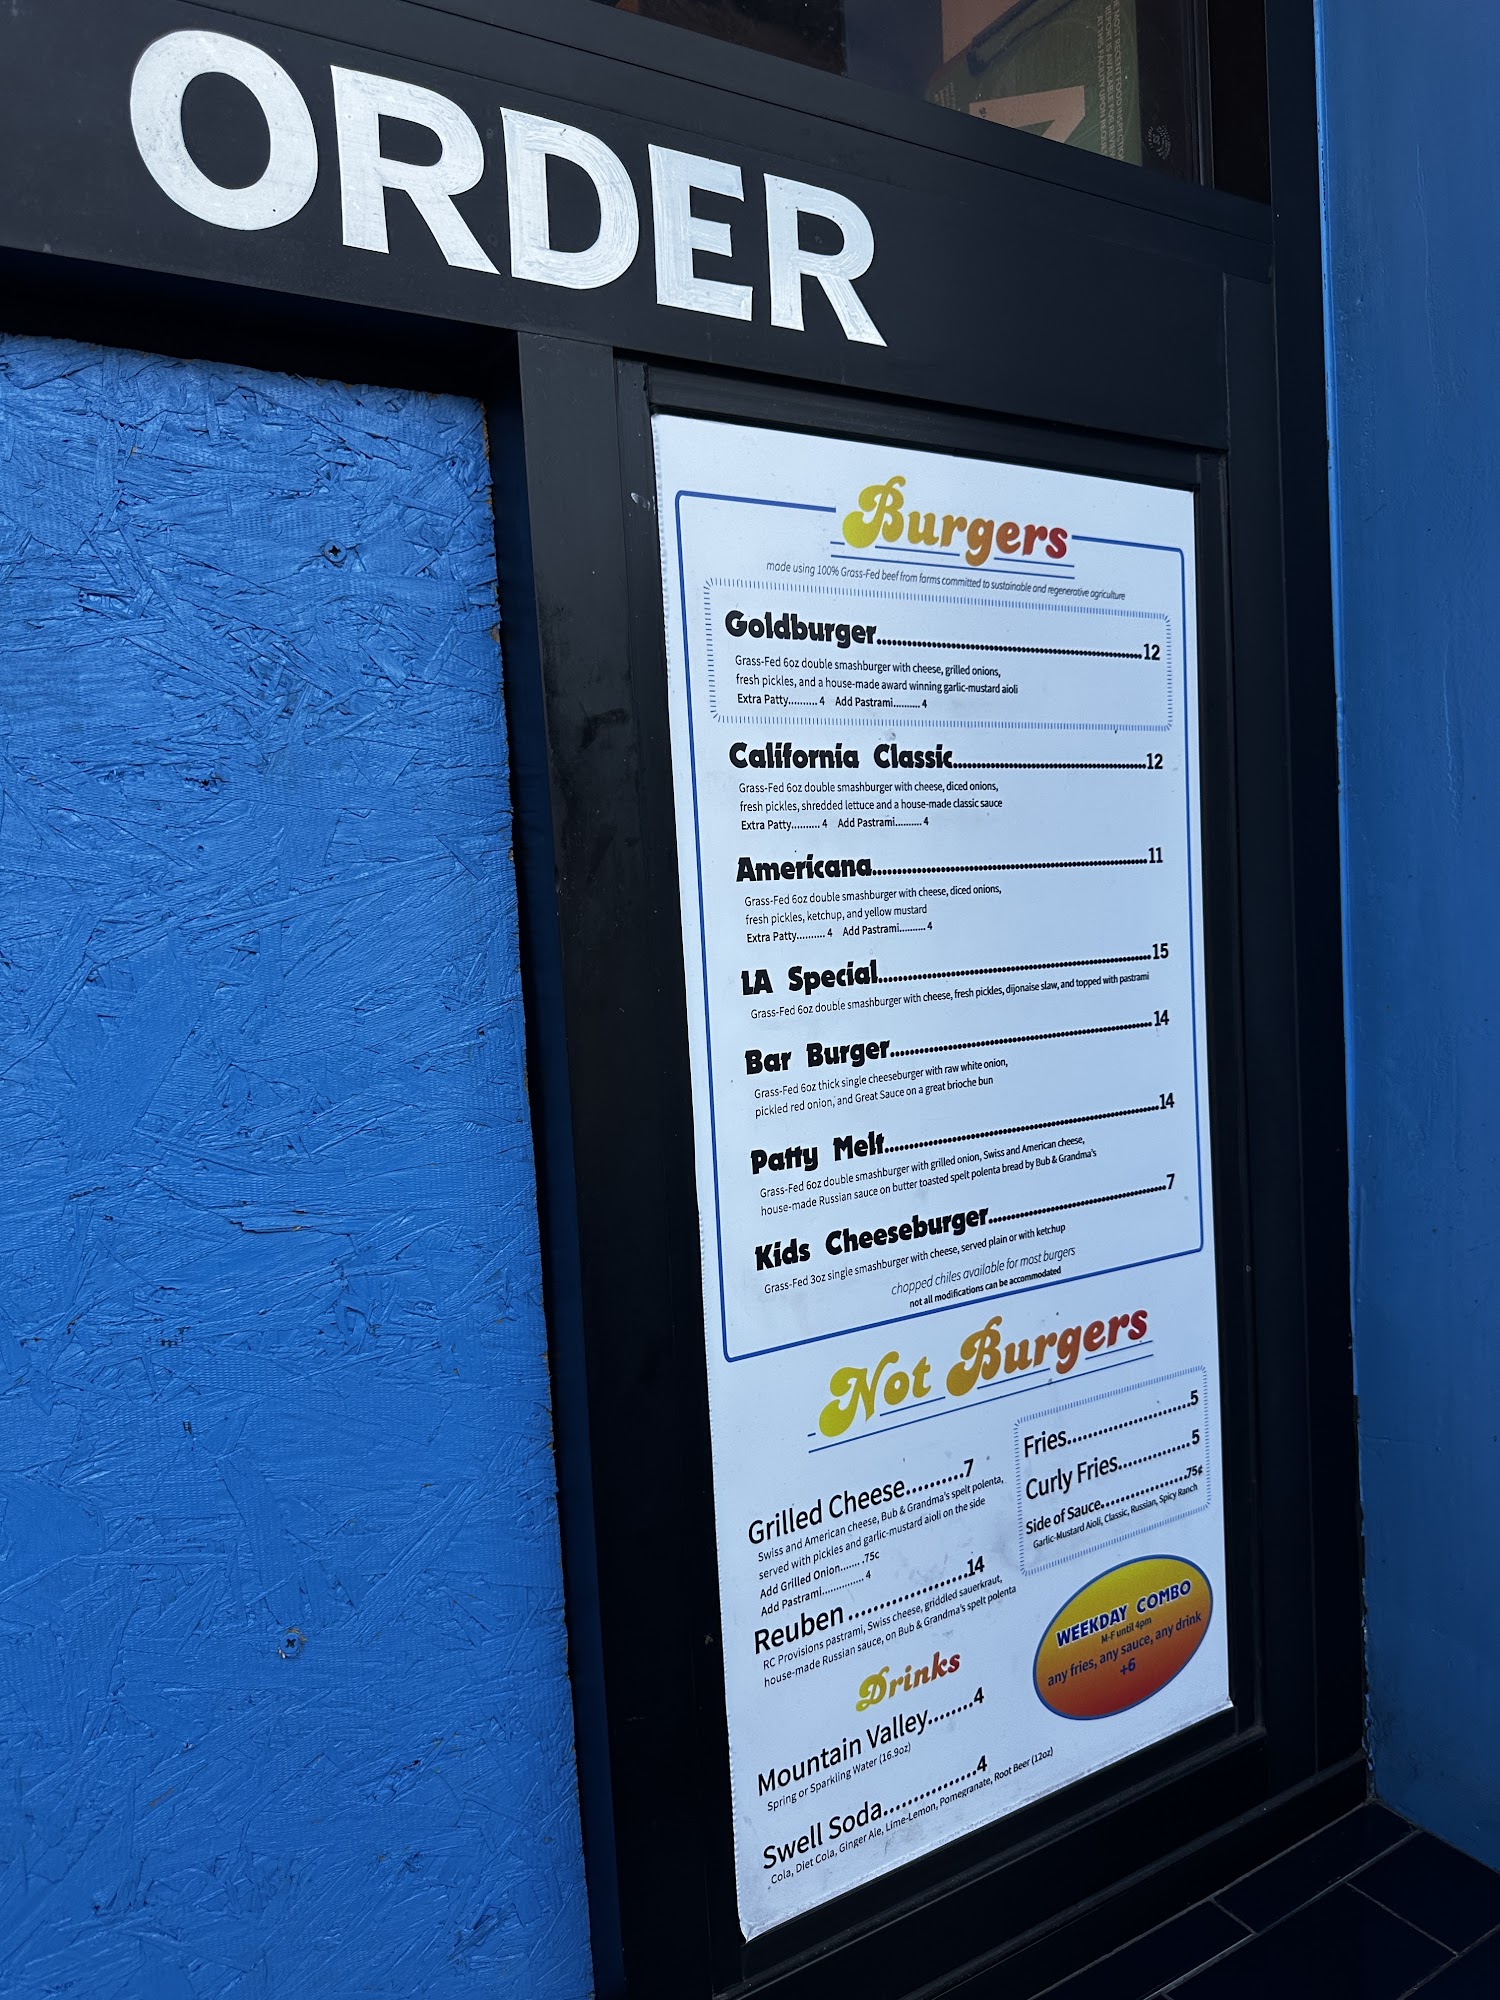 ORDER
Burgers
made using 100% Grass-Fed beef from farms committed to sustainable and regenerative agriculture
Goldburger..........12
Grass-Fed 6oz double smashburger with cheese, grilled onions,
fresh pickles, and a house-made award winning garlic-mustard aioli
Extra Patty.......... 4 Add Pastrami.......... 4
California Classic..........12
Grass-Fed 6oz double smashburger with cheese, diced onions,
fresh pickles, shredded lettuce and a house-made classic sauce
Extra Patty.......... 4 Add Pastrami.......... 4
Americana..........11
Grass-Fed 6oz double smashburger with cheese, diced onions,
fresh pickles, ketchup, and yellow mustard
Extra Patty.......... 4 Add Pastrami.......... 4
LA Special..........15
Grass-Fed 6oz double smashburger with cheese, fresh pickles, dijonaise slaw, and topped with pastrami
Bar Burger..........14
Grass-Fed 6oz thick single cheeseburger with raw white onion,
pickled red onion, and Great Sauce on a great brioche bun
Patty Melt..........14
Grass-Fed 6oz double smashburger with grilled onion, Swiss and American cheese,
house-made Russian sauce on butter toasted spelt polenta bread by Bub & Grandma's
Kids Cheeseburger..........7
Grass-Fed 3oz single smashburger with cheese, served plain or with ketchup
chopped chiles available for most burgers
not all modifications can be accommodated
Not Burgers
Grilled Cheese..........7
Swiss and American cheese, Bub & Grandma's spelt polenta,
served with pickles and garlic-mustard aioli on the side
Add Grilled Onion....... .75c
Add Pastrami.............. 4
Reuben ..........14
RC Provisions pastrami, Swiss cheese, griddled sauerkraut,
house-made Russian sauce, on Bub & Grandma's spelt polenta
Fries..........5
Curly Fries..........5
Side of Sauce..........75¢
Garlic-Mustard Aioli, Classic, Russian, Spicy Ranch
WEEKDAY COMBO
M-F until 4pm
any fries, any sauce, any drink
+6
Drinks
Mountain Valley........4
Spring or Sparkling Water (16.9oz)
Swell Soda..........4
Cola, Diet Cola, Ginger Ale, Lime-Lemon, Pomegranate, Root Beer (12oz)